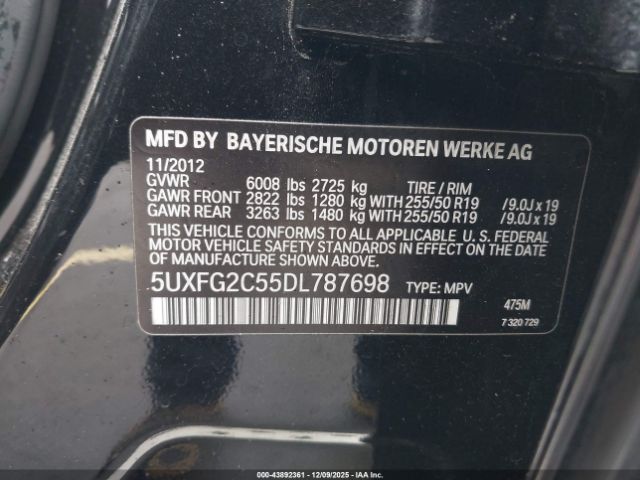 MFD BY BAYERISCHE MOTOREN WERKE AG
11/2012
GVWR 6008 lbs 2725 kg TIRE / RIM
GAWR FRONT 2822 lbs 1280 kg WITH 255/50 R19 /9.0J x 19
GAWR REAR 3263 lbs 1480 kg WITH 255/50 R19 /9.0J x 19
THIS VEHICLE CONFORMS TO ALL APPLICABLE U. S. FEDERAL
MOTOR VEHICLE SAFETY STANDARDS IN EFFECT ON THE DATE
OF MANUFACTURE SHOWN ABOVE.
5UXFG2C55DL787698 TYPE: MPV
475M
7 320 729
© COPART - 43892361 - 12/09/2025 - IAAI.COM